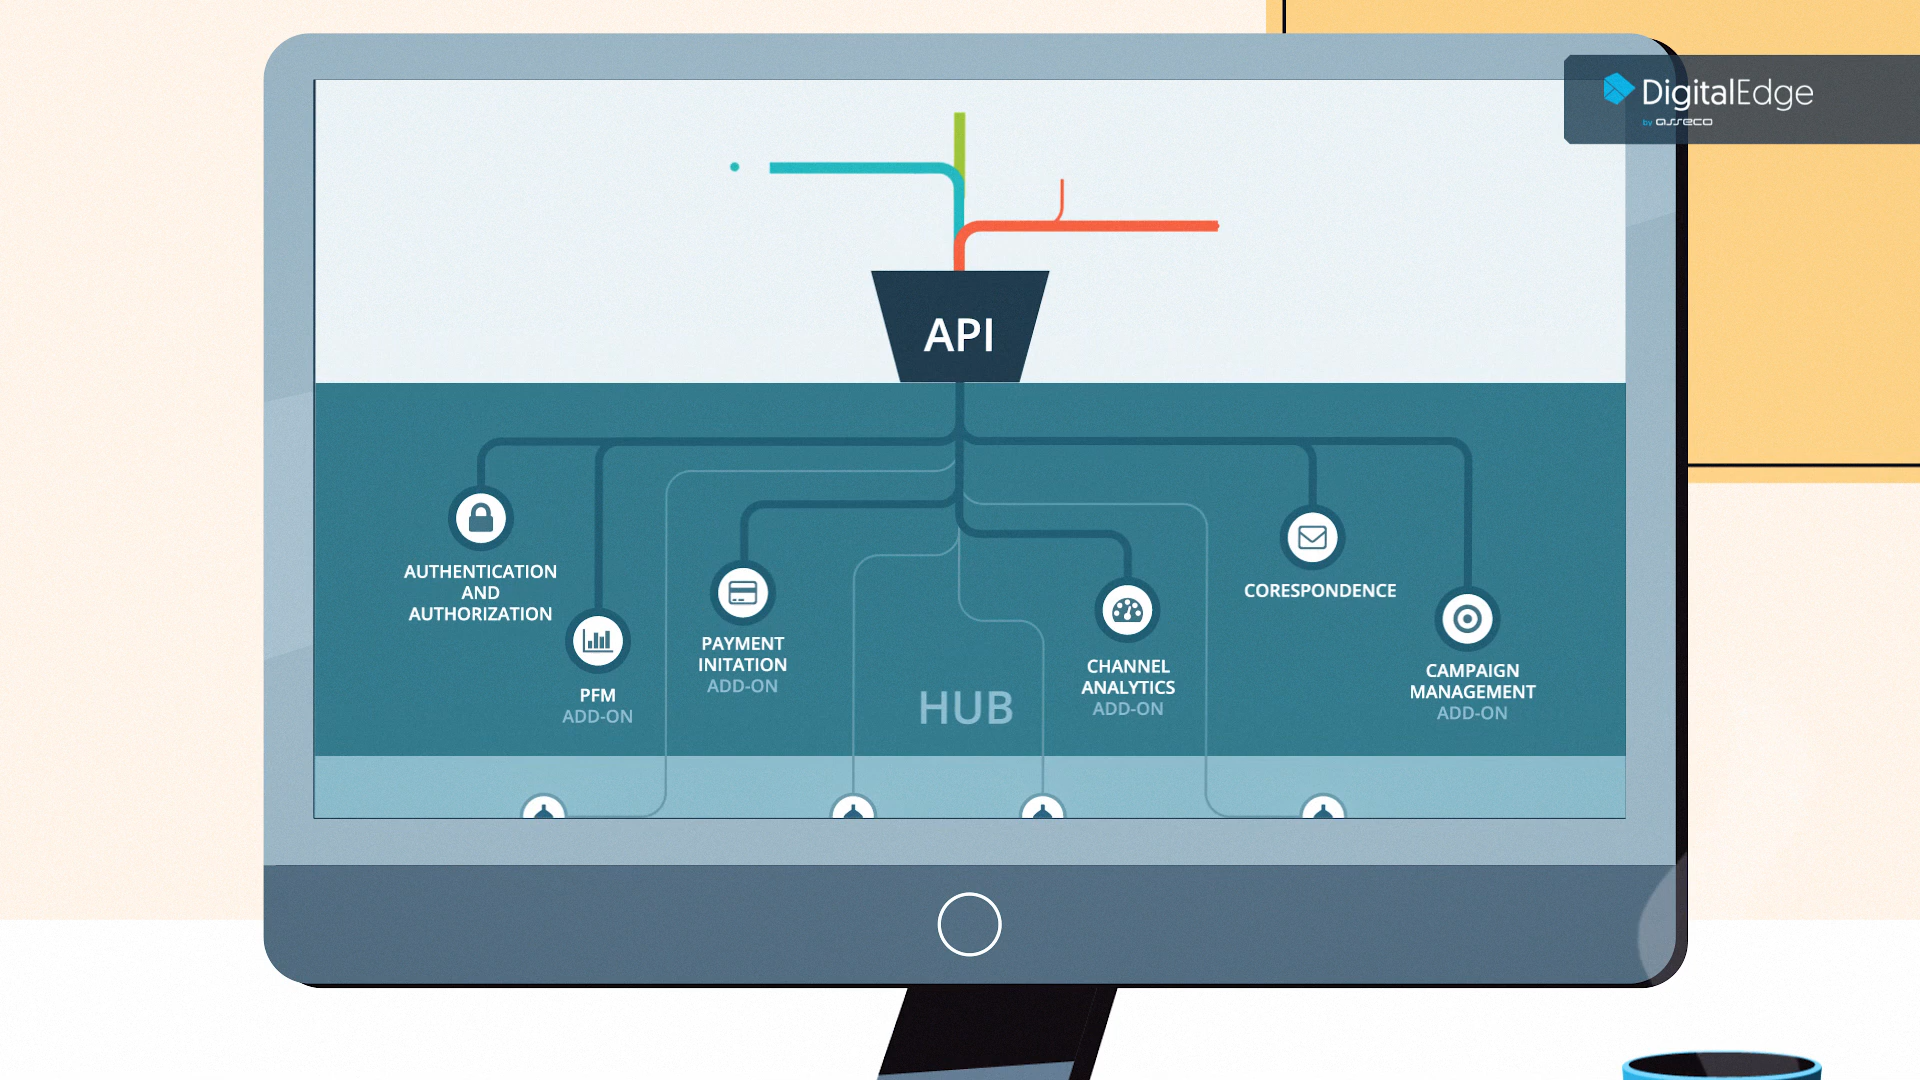 DigitalEdge
by asseco
API
AUTHENTICATION
AND
AUTHORIZATION
PFM
ADD-ON
PAYMENT
INITATION
ADD-ON
HUB
CHANNEL
ANALYTICS
ADD-ON
CORESPONDENCE
CAMPAIGN
MANAGEMENT
ADD-ON